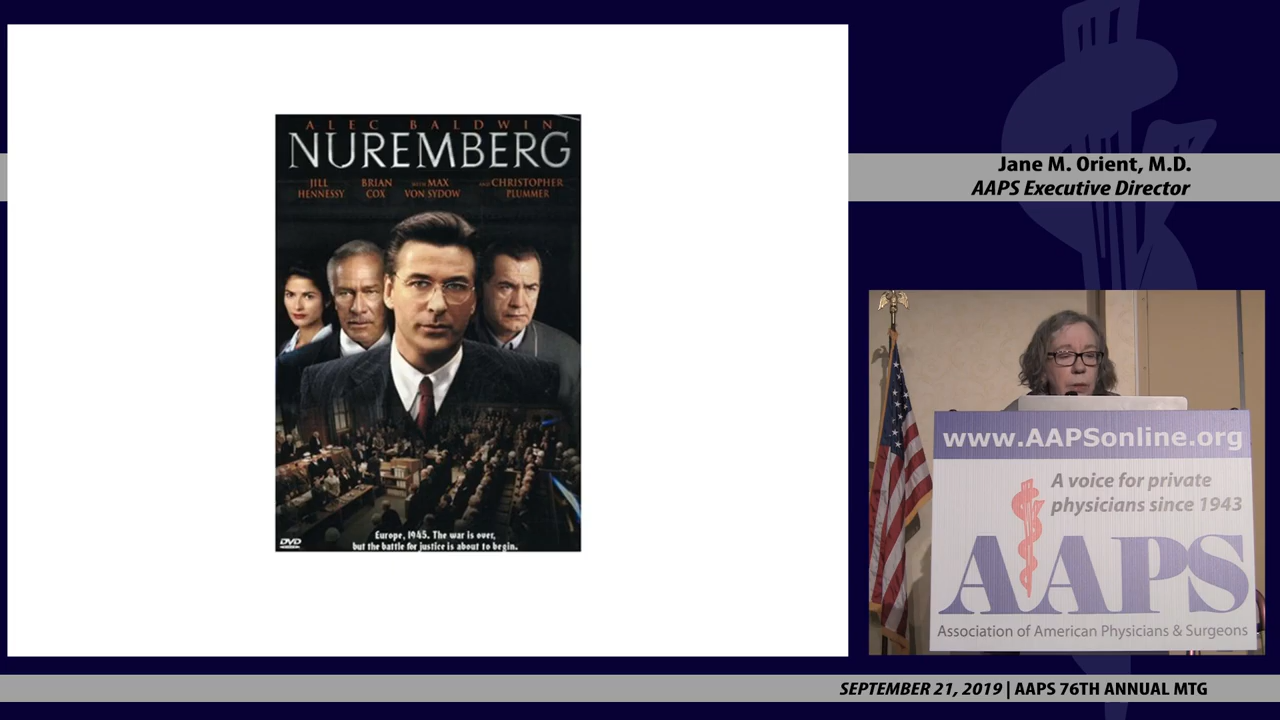 ALEC BALDWIN
NUREMBERG
JILL HENNESSY
BRIAN COX
WITH MAX VON SYDOW
AND CHRISTOPHER PLUMMER
Europe, 1945. The war is over,
but the battle for justice is about to begin.
DVD
Jane M. Orient, M.D.
AAPS Executive Director
www.AAPSonline.org
A voice for private
physicians since 1943
AAPS
Association of American Physicians & Surgeons
SEPTEMBER 21, 2019 | AAPS 76TH ANNUAL MTG